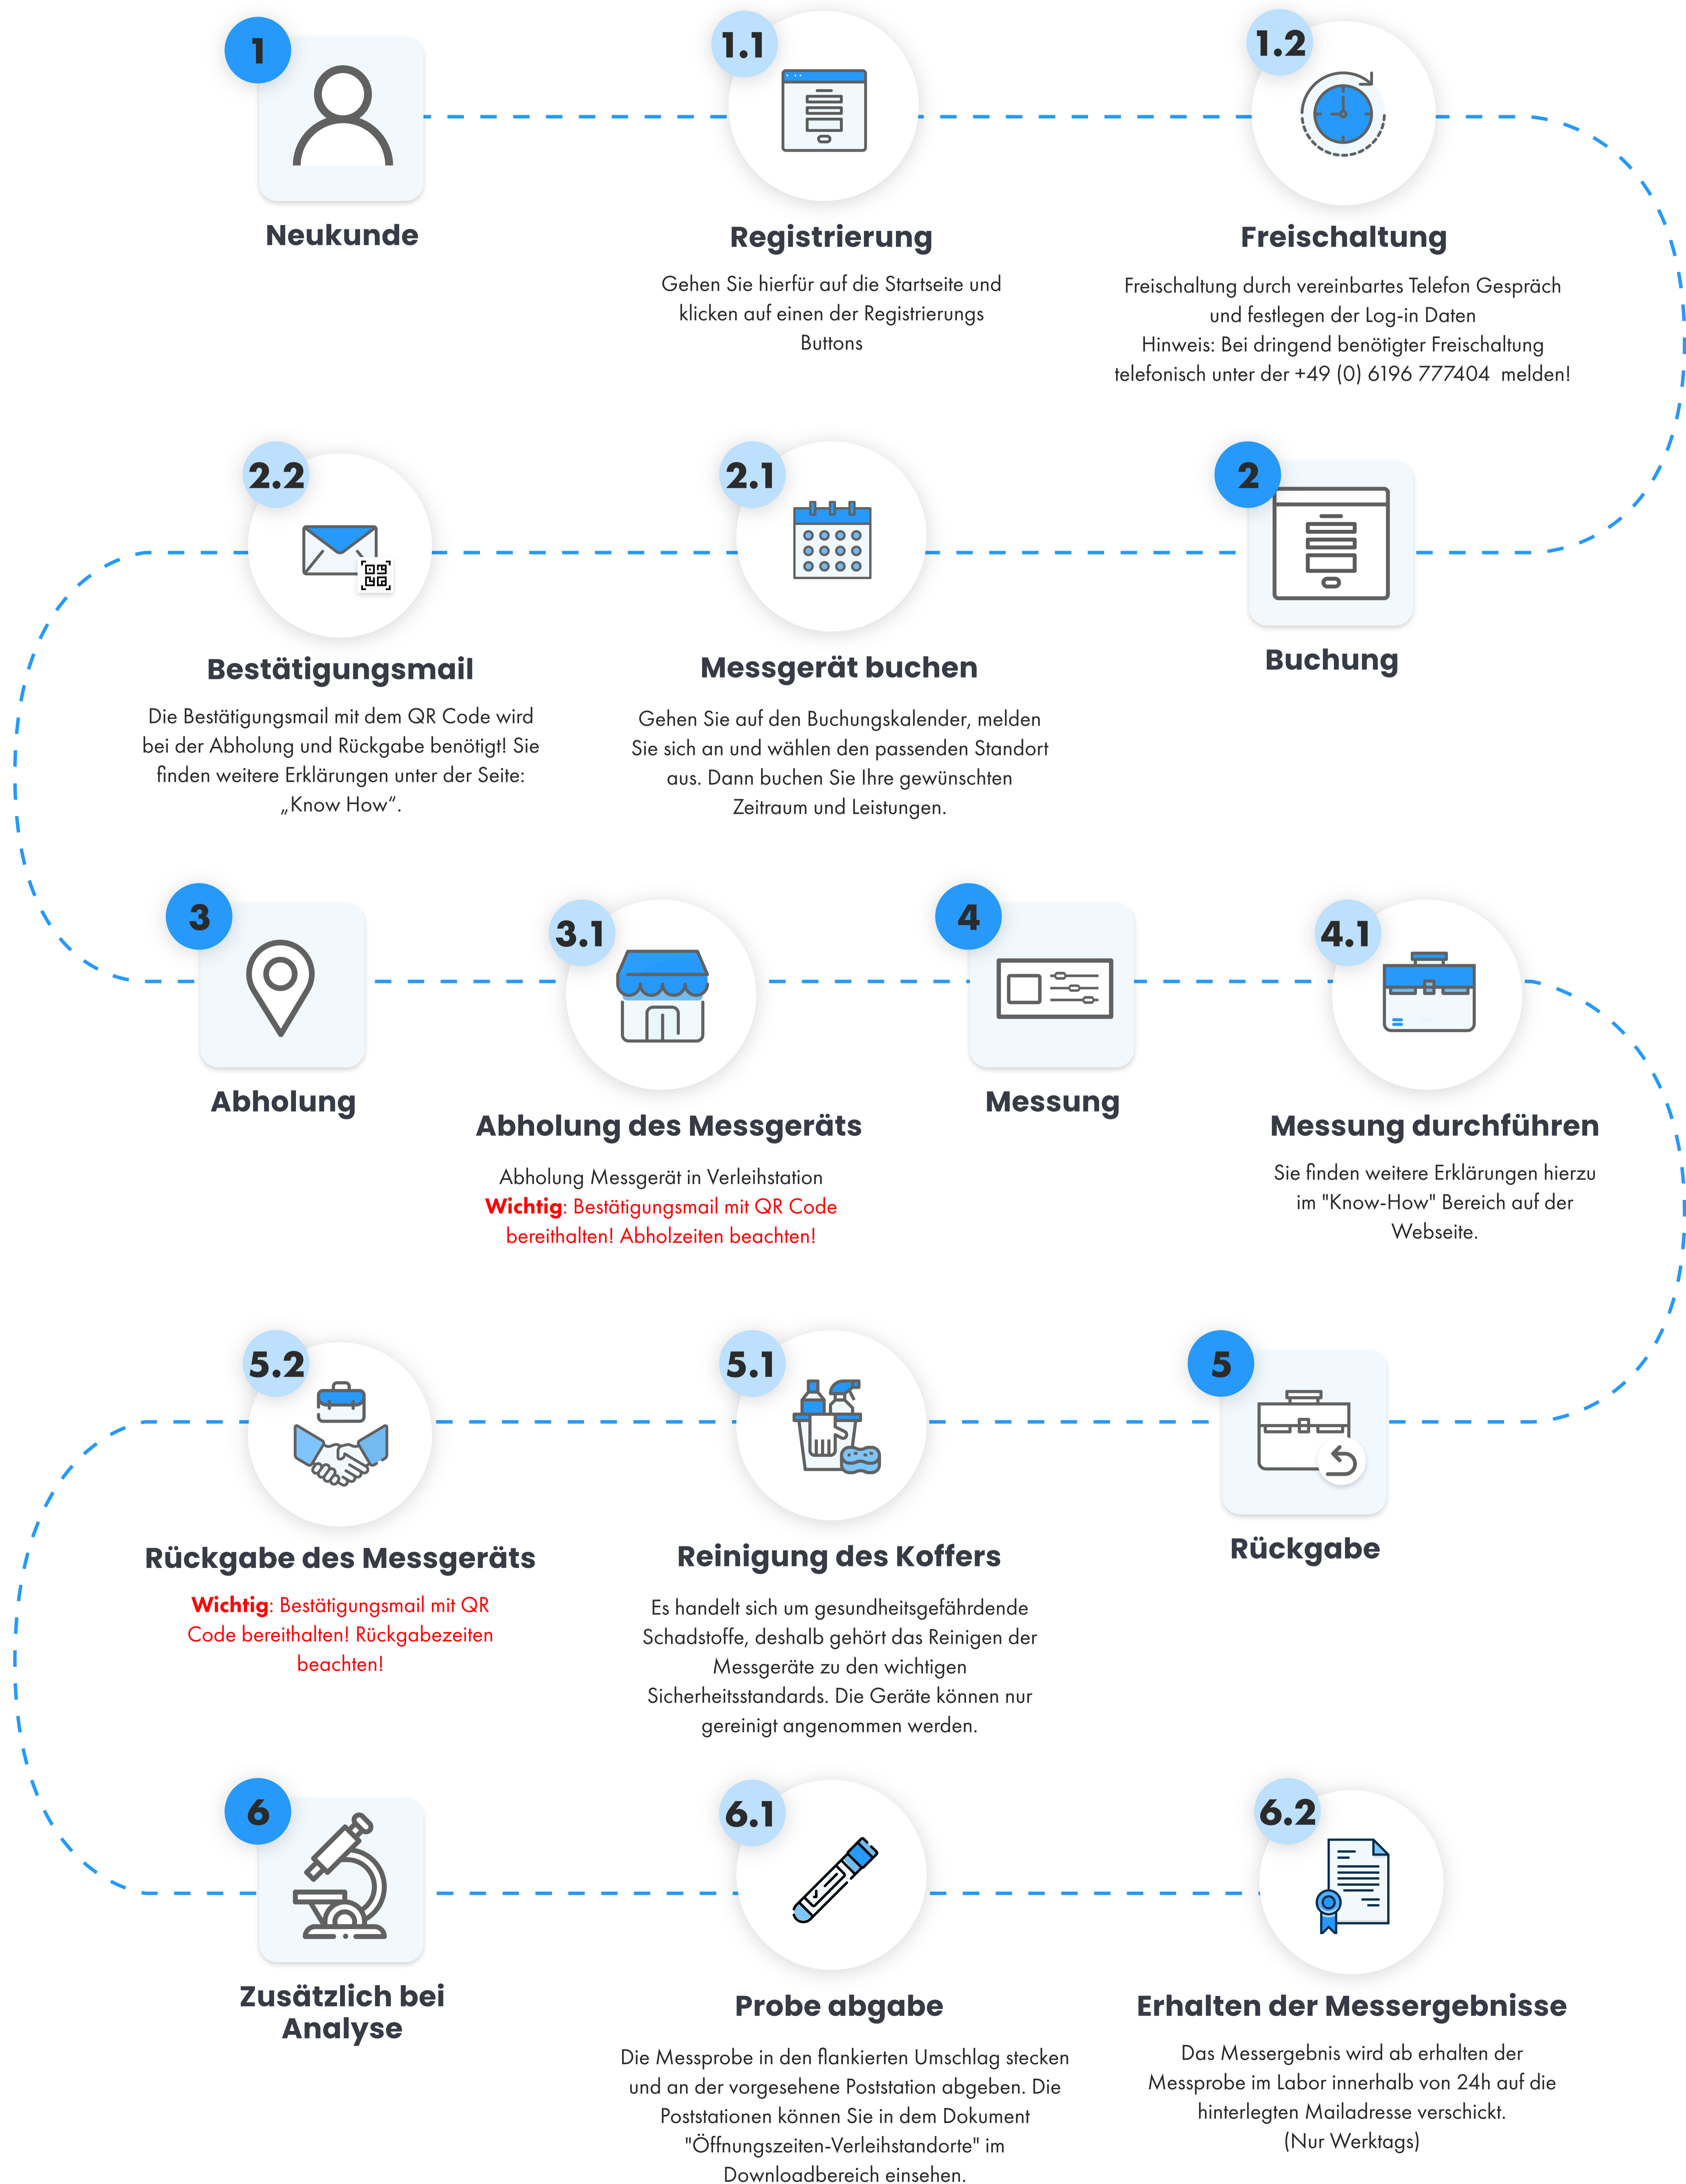 1
Neukunde
1.1
Registrierung
Gehen Sie hierfür auf die Startseite und
klicken auf einen der Registrierungs
Buttons
1.2
Freischaltung
Freischaltung durch vereinbartes Telefon Gespräch
und festlegen der Log-in Daten
Hinweis: Bei dringend benötigter Freischaltung
telefonisch unter der +49 (0) 6196 777404 melden!
2
Buchung
2.1
Messgerät buchen
Gehen Sie auf den Buchungskalender, melden
Sie sich an und wählen den passenden Standort
aus. Dann buchen Sie Ihre gewünschten
Zeitraum und Leistungen.
2.2
Bestätigungsmail
Die Bestätigungsmail mit dem QR Code wird
bei der Abholung und Rückgabe benötigt! Sie
finden weitere Erklärungen unter der Seite:
„Know How“.
3
Abholung
3.1
Abholung des Messgeräts
Abholung Messgerät in Verleihstation
Wichtig: Bestätigungsmail mit QR Code
bereithalten! Abholzeiten beachten!
4
Messung
4.1
Messung durchführen
Sie finden weitere Erklärungen hierzu
im "Know-How" Bereich auf der
Webseite.
5
Rückgabe
5.1
Reinigung des Koffers
Es handelt sich um gesundheitsgefährdende
Schadstoffe, deshalb gehört das Reinigen der
Messgeräte zu den wichtigen
Sicherheitsstandards. Die Geräte können nur
gereinigt angenommen werden.
5.2
Rückgabe des Messgeräts
Wichtig: Bestätigungsmail mit QR
Code bereithalten! Rückgabezeiten
beachten!
6
Zusätzlich bei
Analyse
6.1
Probe abgabe
Die Messprobe in den flankierten Umschlag stecken
und an der vorgesehene Poststation abgeben. Die
Poststationen können Sie in dem Dokument
"Öffnungszeiten-Verleihstandorte" im
Downloadbereich einsehen.
6.2
Erhalten der Messergebnisse
Das Messergebnis wird ab erhalten der
Messprobe im Labor innerhalb von 24h auf die
hinterlegten Mailadresse verschickt.
(Nur Werktags)